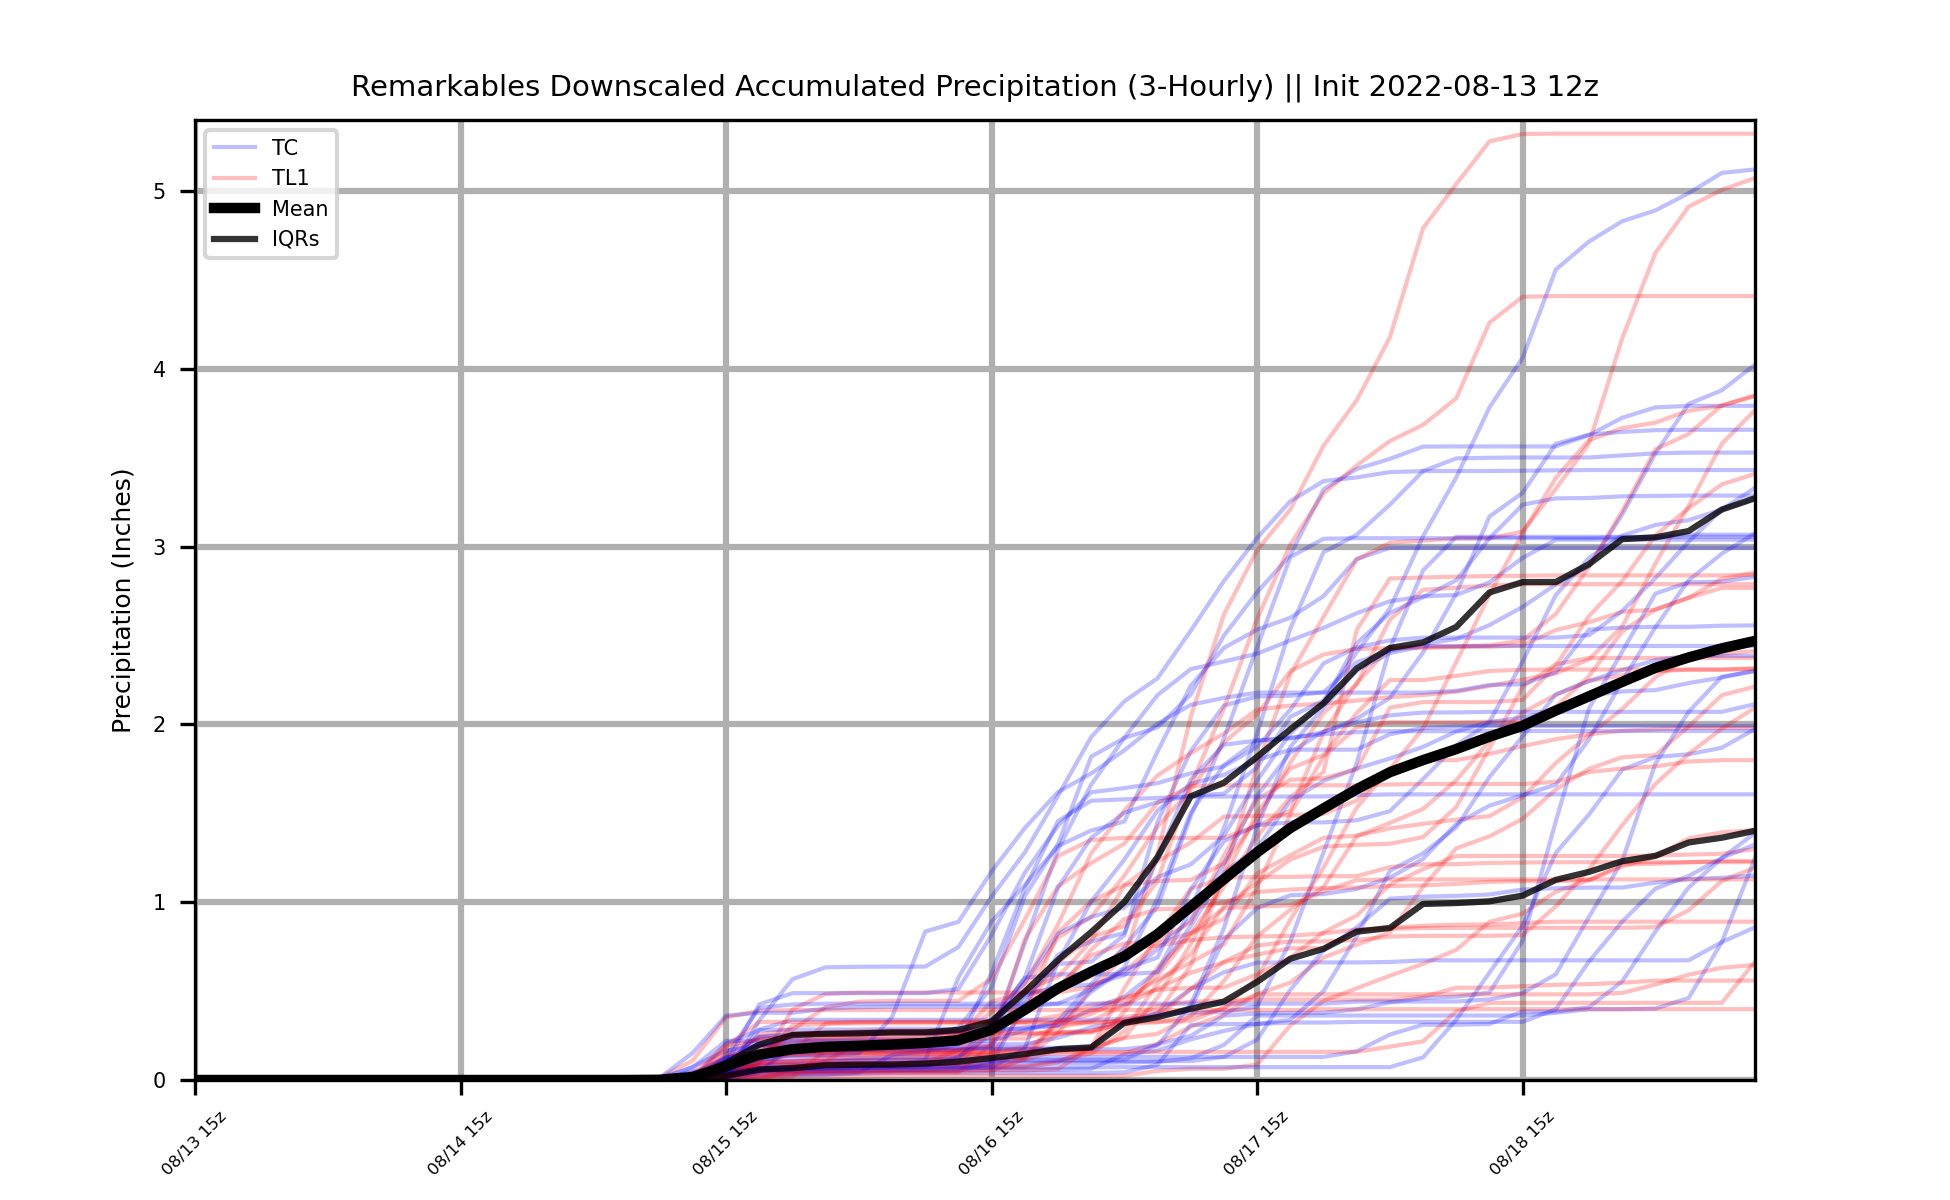 Remarkables Downscaled Accumulated Precipitation (3-Hourly) || Init 2022-08-13 12z
TC
TL1
Mean
IQRs
Precipitation (Inches)
5
4
3
2
1
0
08/13 15z
08/14 15z
08/15 15z
08/16 15z
08/17 15z
08/18 15z